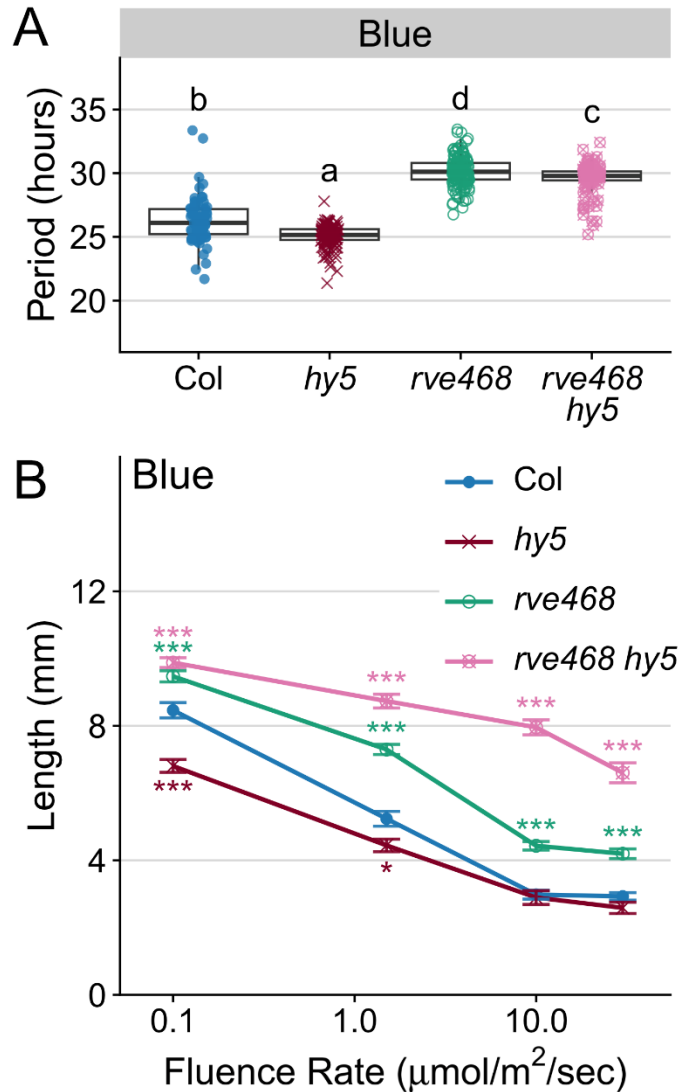 A
Blue
Period (hours)
35
30
25
20
b
a
d
c
Col
hy5
rve468
rve468
hy5
B
Blue
Col
hy5
rve468
rve468 hy5
Length (mm)
12
8
4
0
***
***
***
***
***
*
***
***
***
***
0.1
1.0
10.0
Fluence Rate (μmol/m²/sec)